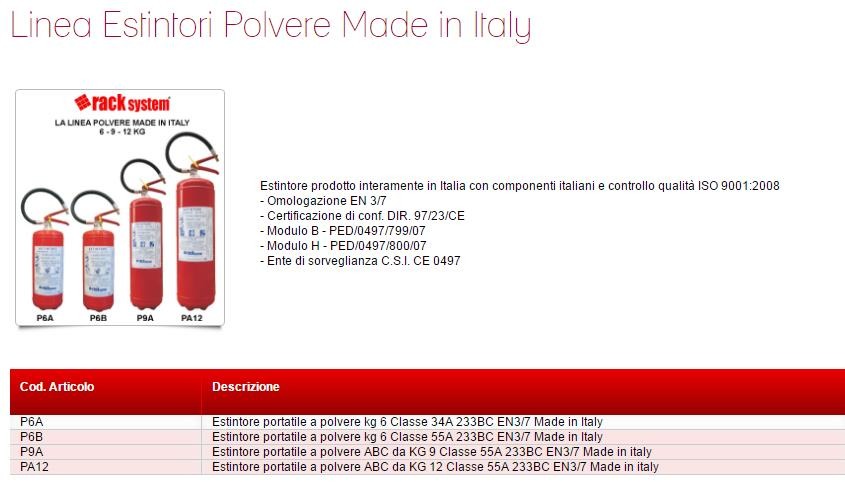 Linea Estintori Polvere Made in Italy
rack system
LA LINEA POLVERE MADE IN ITALY
6 - 9 - 12 KG
P6A P6B P9A PA12
Estintore prodotto interamente in Italia con componenti italiani e controllo qualità ISO 9001:2008
- Omologazione EN 3/7
- Certificazione di conf. DIR. 97/23/CE
- Modulo B - PED/0497/799/07
- Modulo H - PED/0497/800/07
- Ente di sorveglianza C.S.I. CE 0497
Cod. Articolo Descrizione
P6A Estintore portatile a polvere kg 6 Classe 34A 233BC EN3/7 Made in Italy
P6B Estintore portatile a polvere kg 6 Classe 55A 233BC EN3/7 Made in Italy
P9A Estintore portatile a polvere ABC da KG 9 Classe 55A 233BC EN3/7 Made in italy
PA12 Estintore portatile a polvere ABC da KG 12 Classe 55A 233BC EN3/7 Made in italy